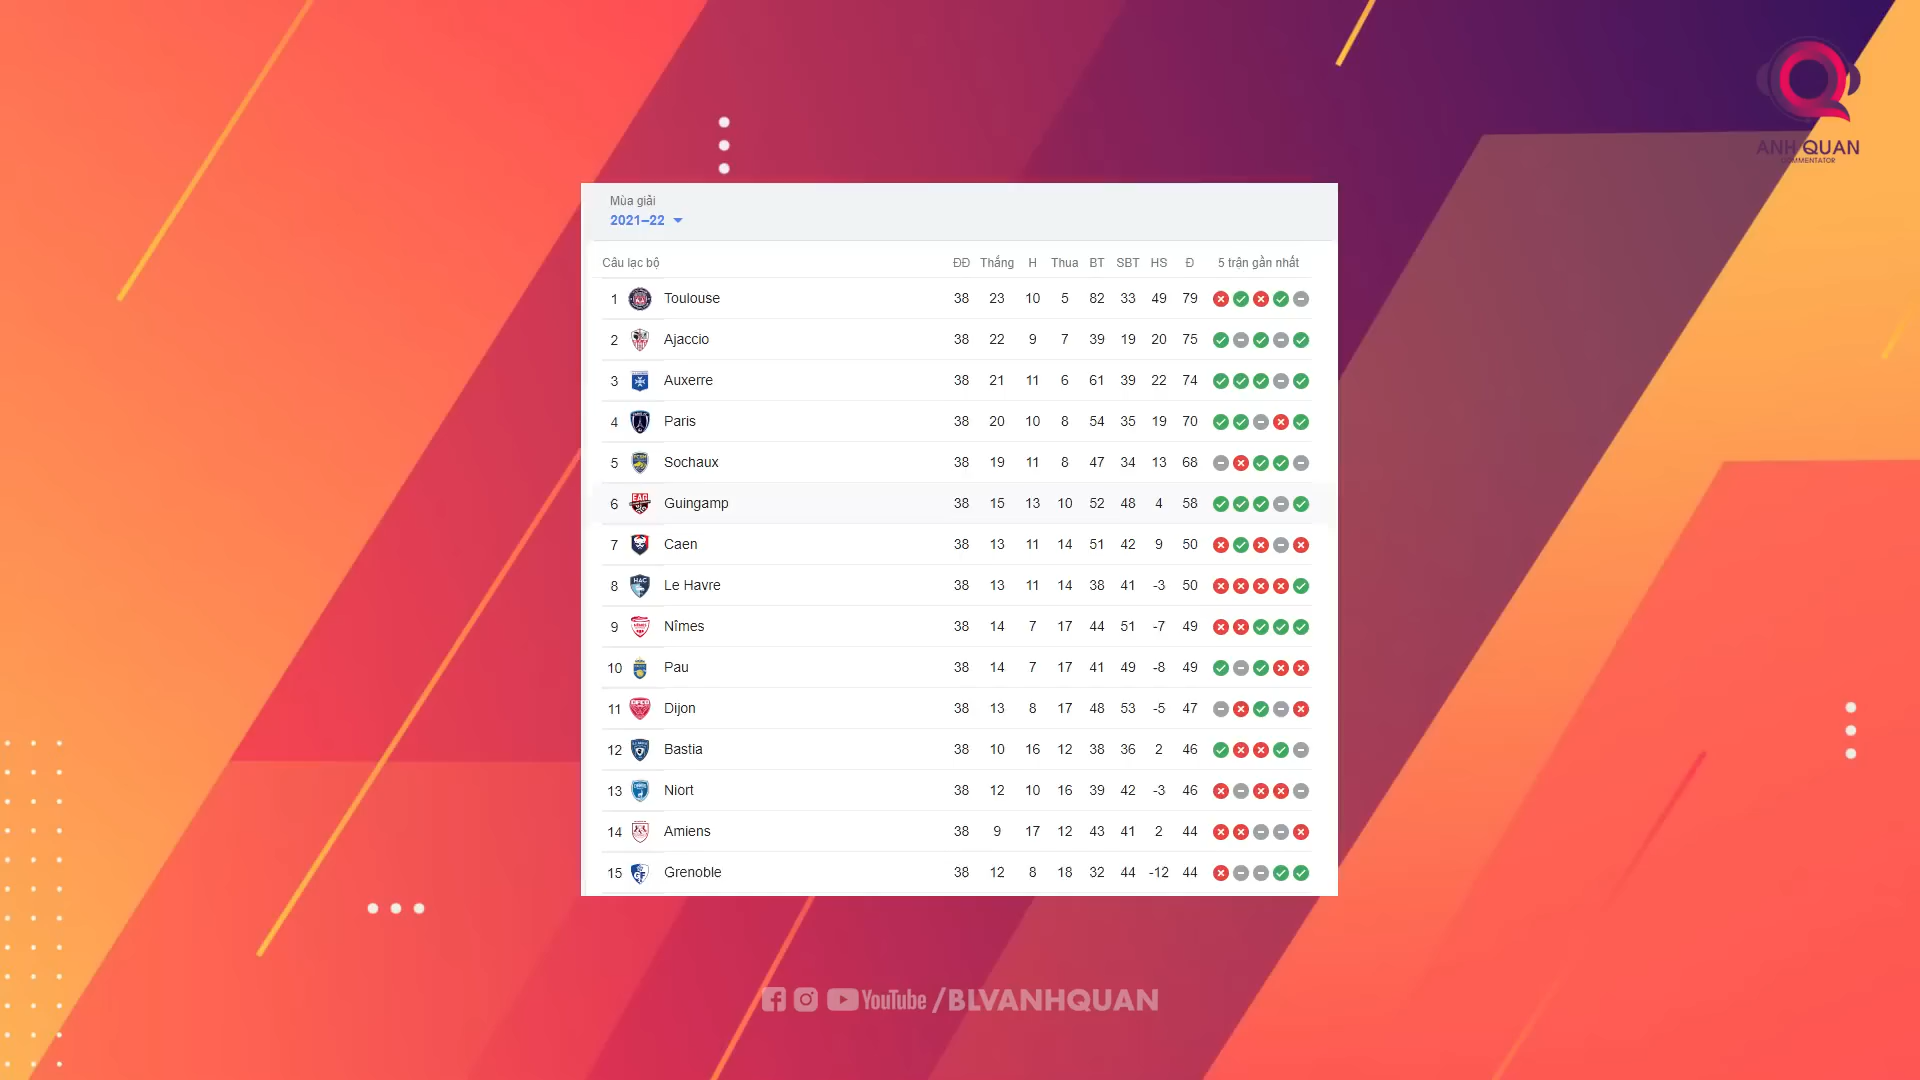 ANH QUAN
COMMENTATOR
Mùa giải
2021–22
Câu lạc bộ ĐĐ Thắng H Thua BT SBT HS Đ 5 trận gần nhất
1 Toulouse 38 23 10 5 82 33 49 79
2 Ajaccio 38 22 9 7 39 19 20 75
3 Auxerre 38 21 11 6 61 39 22 74
4 Paris 38 20 10 8 54 35 19 70
5 Sochaux 38 19 11 8 47 34 13 68
6 Guingamp 38 15 13 10 52 48 4 58
7 Caen 38 13 11 14 51 42 9 50
8 Le Havre 38 13 11 14 38 41 -3 50
9 Nîmes 38 14 7 17 44 51 -7 49
10 Pau 38 14 7 17 41 49 -8 49
11 Dijon 38 13 8 17 48 53 -5 47
12 Bastia 38 10 16 12 38 36 2 46
13 Niort 38 12 10 16 39 42 -3 46
14 Amiens 38 9 17 12 43 41 2 44
15 Grenoble 38 12 8 18 32 44 -12 44
YouTube /BLVANHQUAN